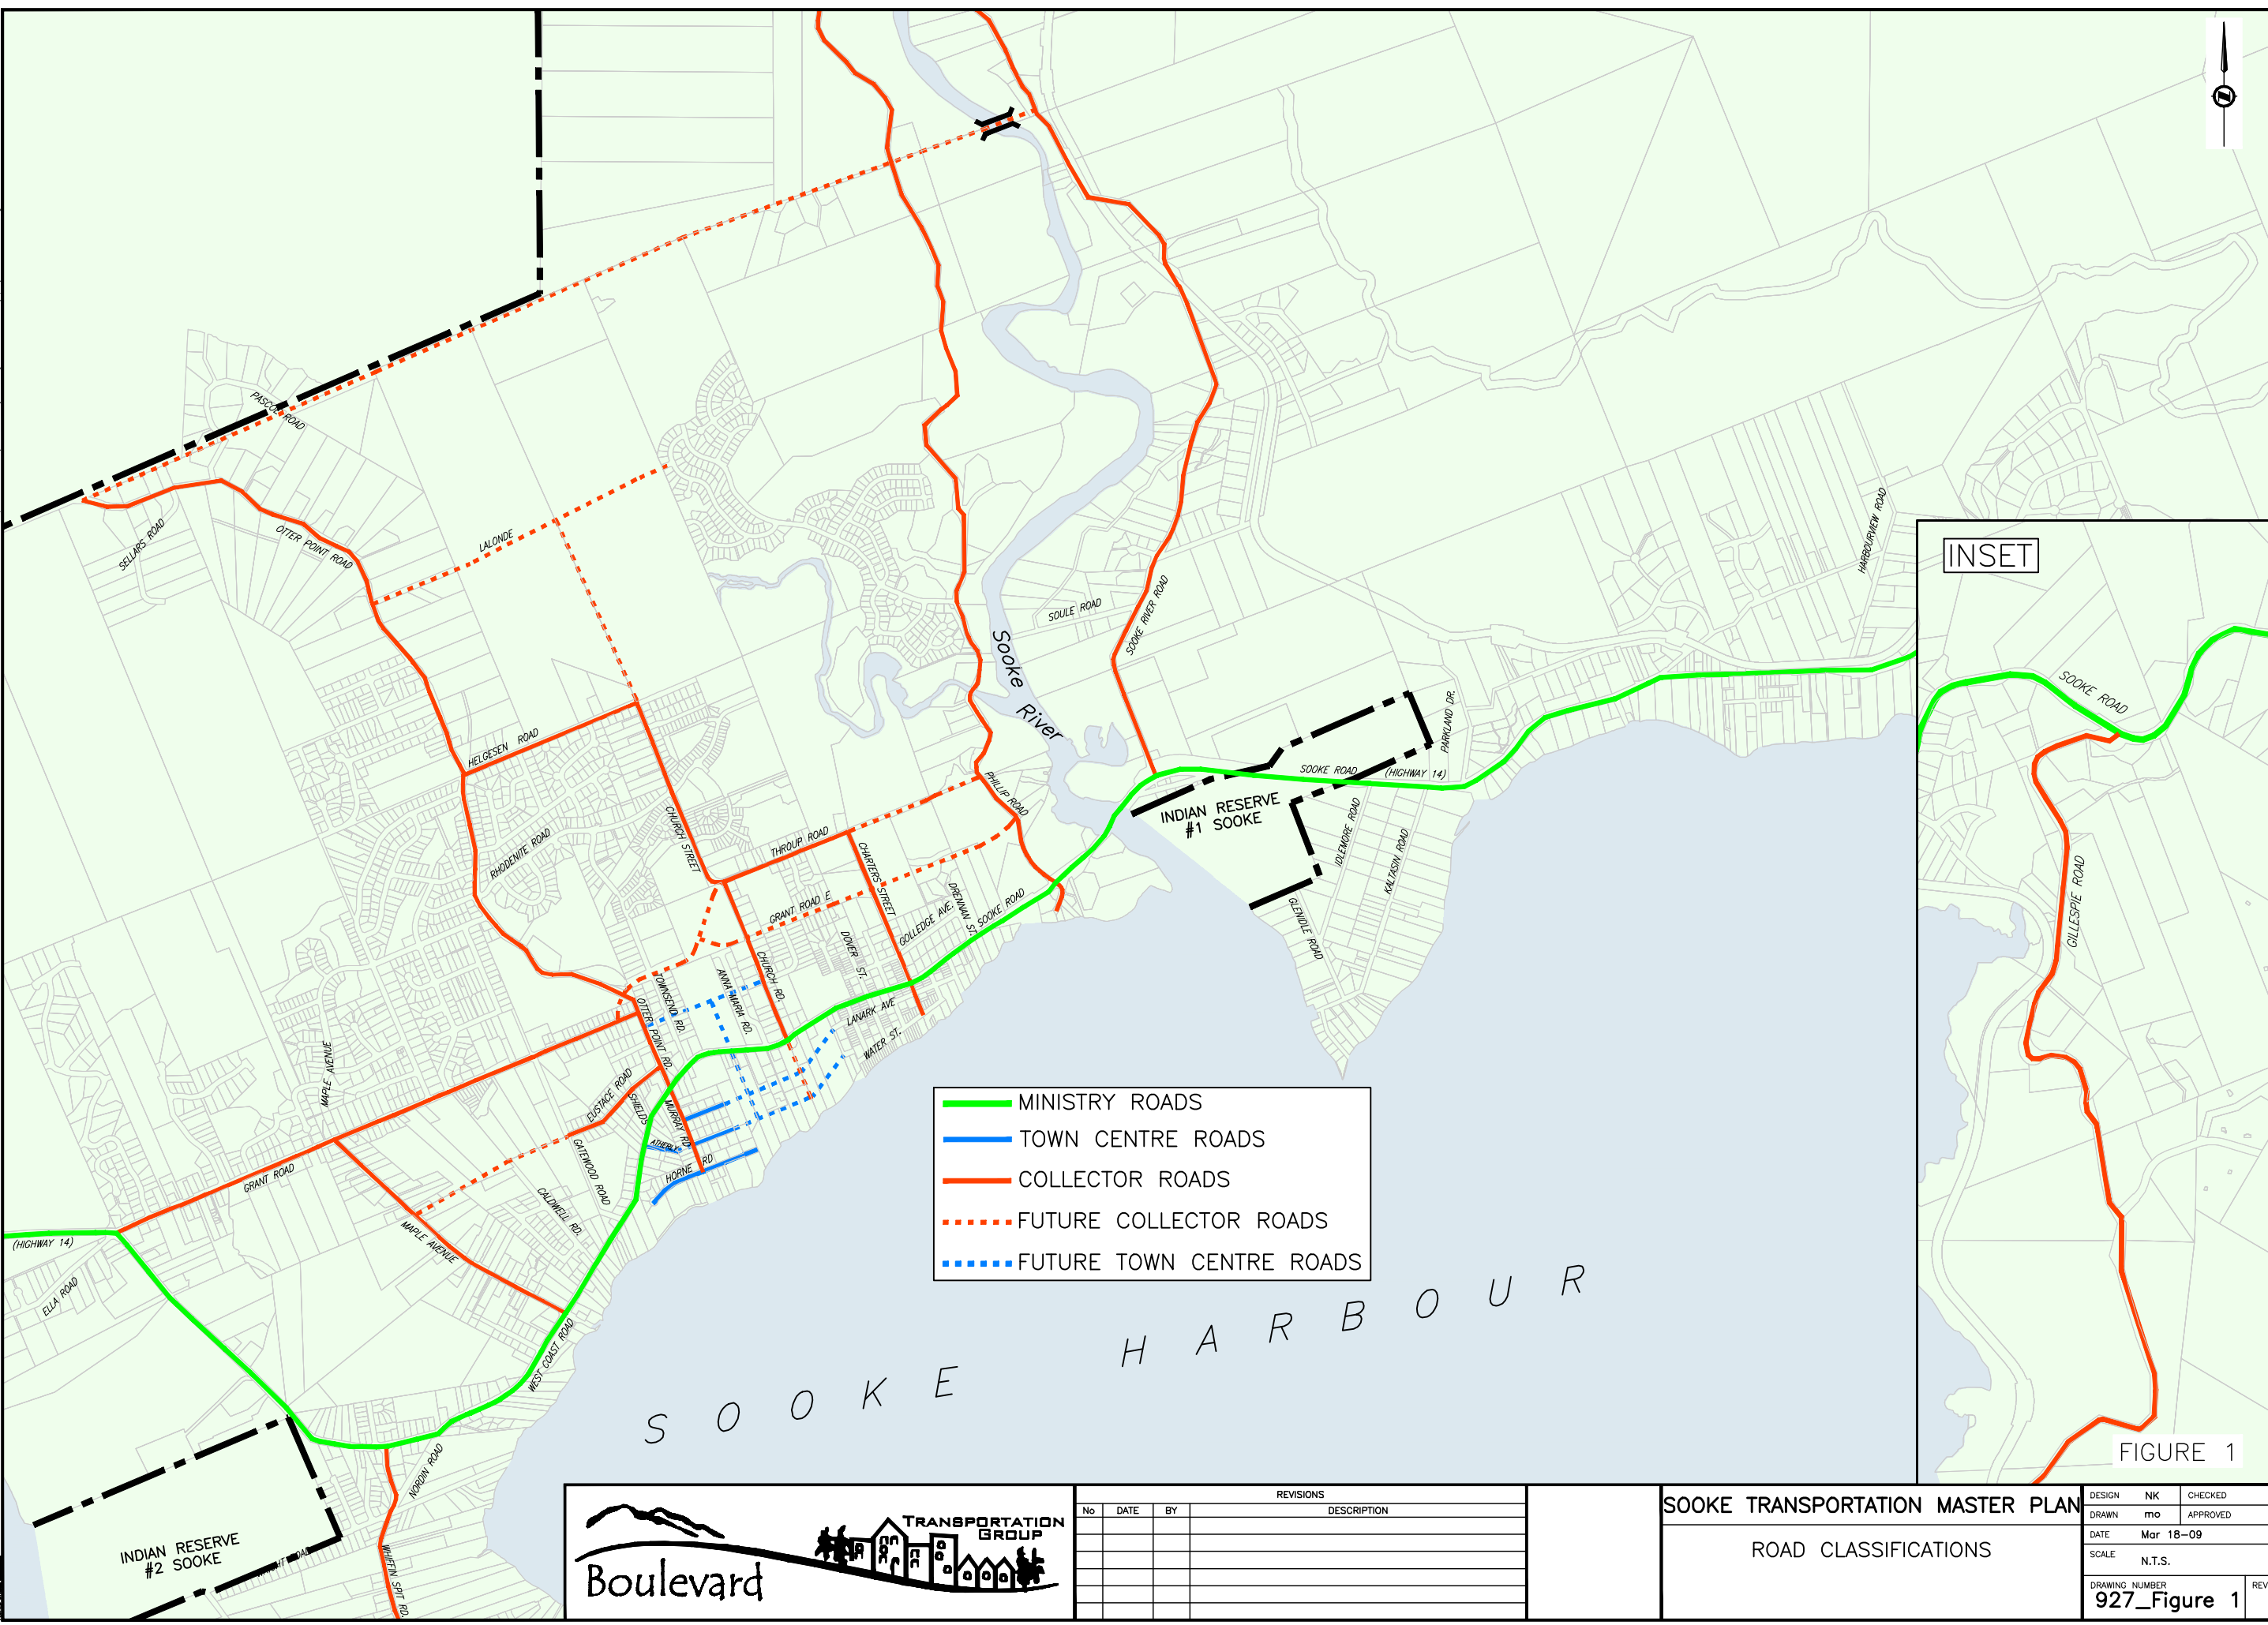 PASCOE ROAD
SELLARS ROAD
OTTER POINT ROAD
LALONDE
HARBOURVIEW ROAD
INSET
SOULE ROAD
SOOKE RIVER ROAD
Sooke
River
SOOKE ROAD
PARKLAND DR.
HELGESEN ROAD
SOOKE ROAD (HIGHWAY 14)
INDIAN RESERVE
#1 SOOKE
PHILLIP ROAD
CHURCH STREET
THROUP ROAD
RHODENITE ROAD
CHARTERS STREET
IDLEMORE ROAD
KALTASIN ROAD
GLENIDLE ROAD
GILLESPIE ROAD
GRANT ROAD E
DRENNAN ST.
GOLLEDGE AVE.
SOOKE ROAD
DOVER ST.
CHURCH RD.
ANNA MARIA RD.
TOWNSEND RD.
OTTER POINT RD.
LANARK AVE
WATER ST.
MAPLE AVENUE
EUSTACE ROAD
SHIELDS
MURRAY RD
ATHERLY
HORNE RD
GATEWOOD ROAD
CALDWELL RD.
GRANT ROAD
MAPLE AVENUE
(HIGHWAY 14)
ELLA ROAD
WEST COAST ROAD
NORDIN ROAD
WHIFFIN SPIT RD.
INDIAN RESERVE
#2 SOOKE
MINISTRY ROADS
TOWN CENTRE ROADS
COLLECTOR ROADS
FUTURE COLLECTOR ROADS
FUTURE TOWN CENTRE ROADS
SOOKE HARBOUR
FIGURE 1
TRANSPORTATION
GROUP
Boulevard
REVISIONS
No DATE BY DESCRIPTION
SOOKE TRANSPORTATION MASTER PLAN
ROAD CLASSIFICATIONS
DESIGN NK CHECKED
DRAWN mo APPROVED
DATE Mar 18-09
SCALE N.T.S.
DRAWING NUMBER REV
927_Figure 1